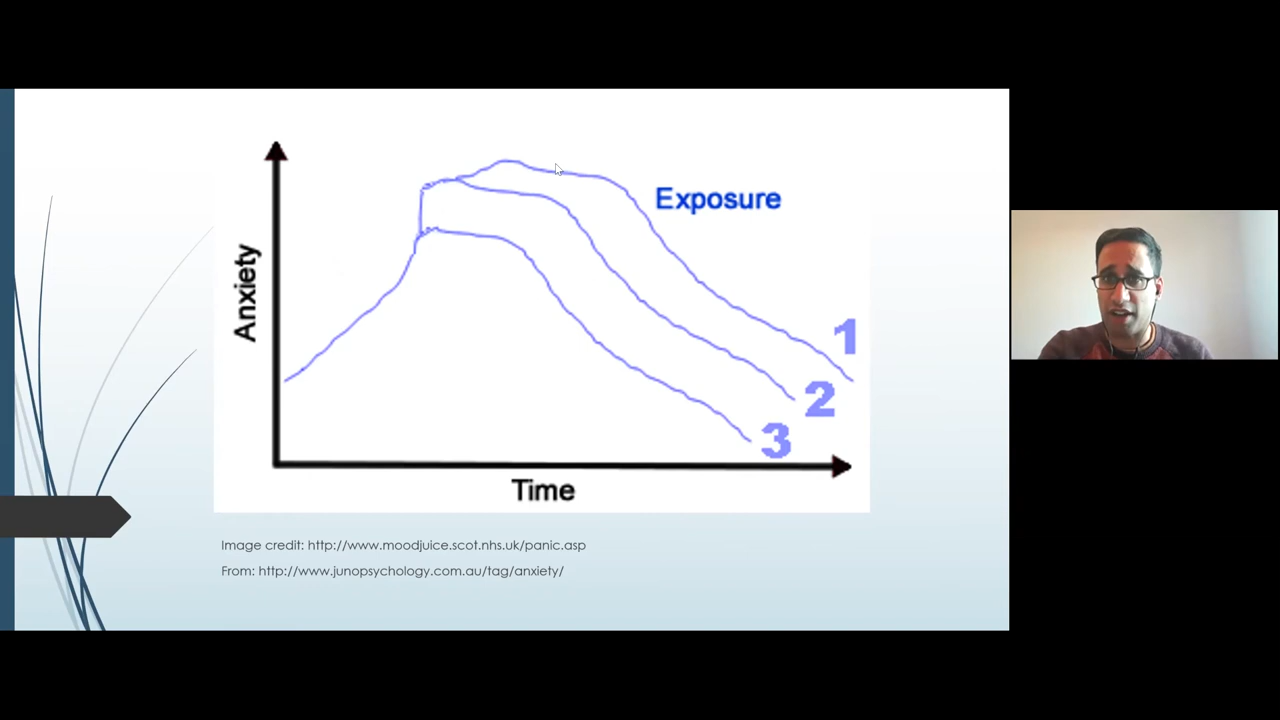 Exposure
Anxiety
1
2
3
Time
Image credit: http://www.moodjuice.scot.nhs.uk/panic.asp
From: http://www.junopsychology.com.au/tag/anxiety/